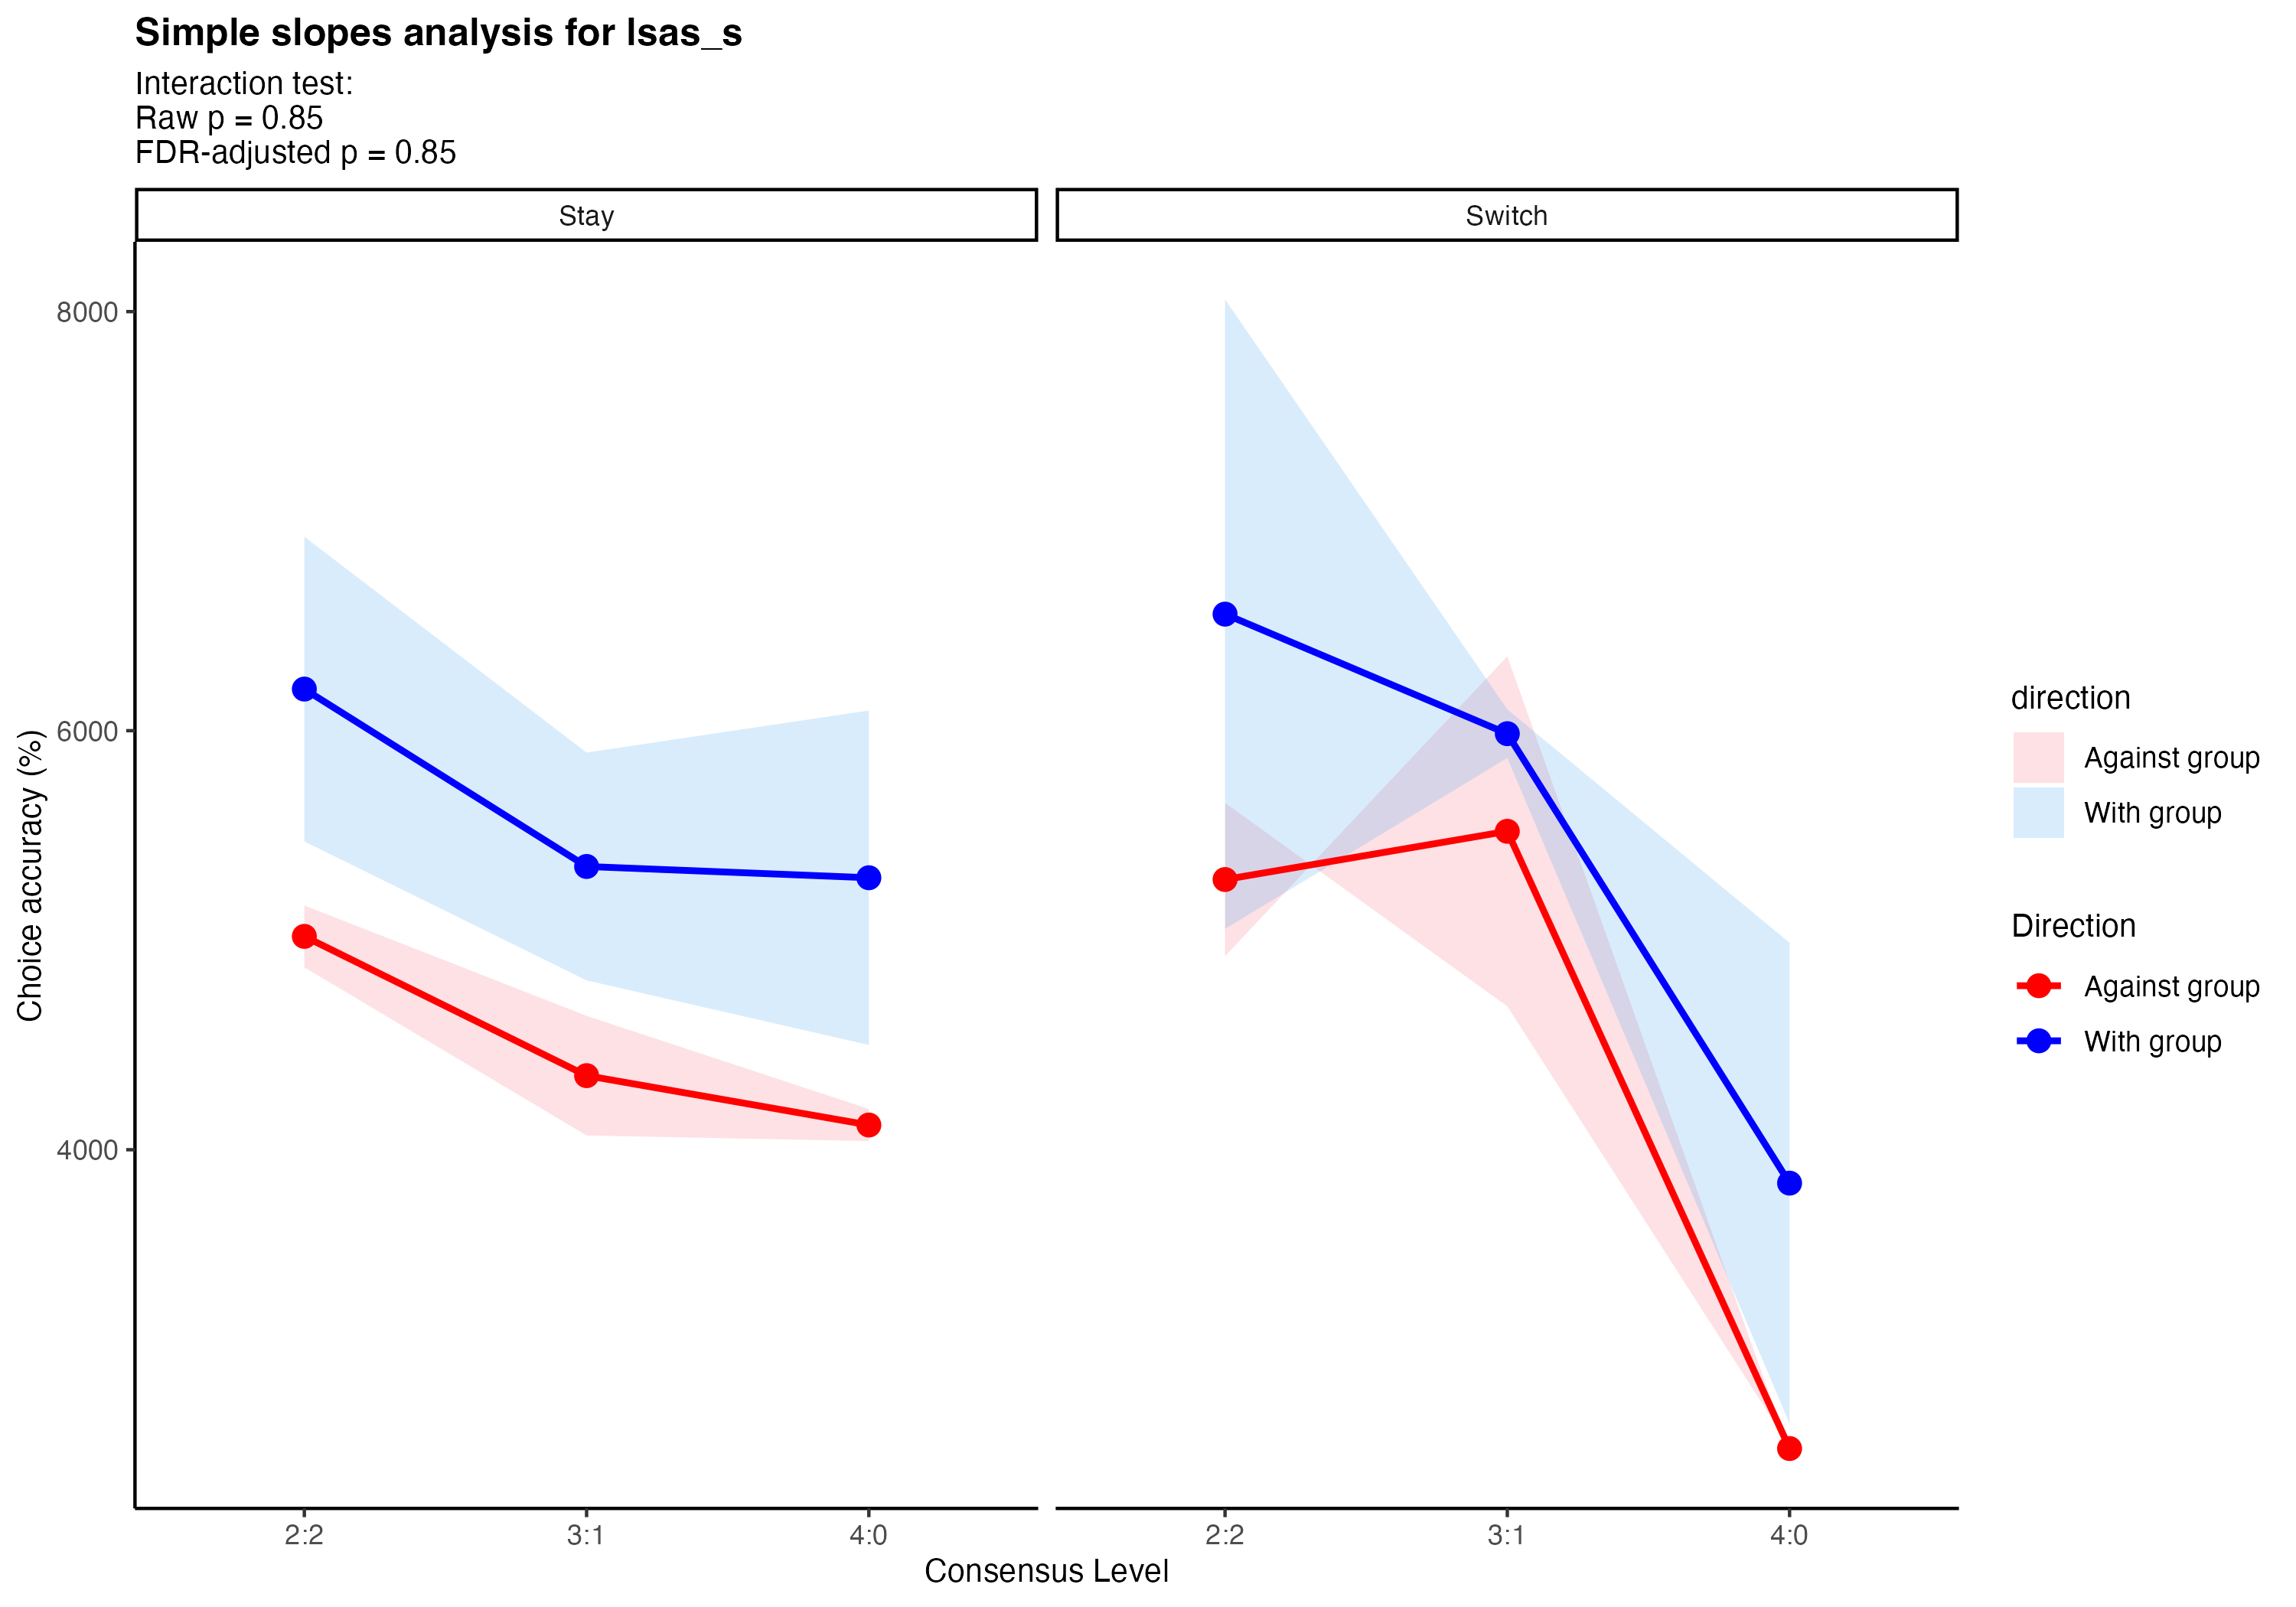 Simple slopes analysis for lsas_s
Interaction test:
Raw p = 0.85
FDR-adjusted p = 0.85
Stay
Switch
8000
6000
4000
Choice accuracy (%)
2:2
3:1
4:0
2:2
3:1
4:0
Consensus Level
direction
Against group
With group
Direction
Against group
With group